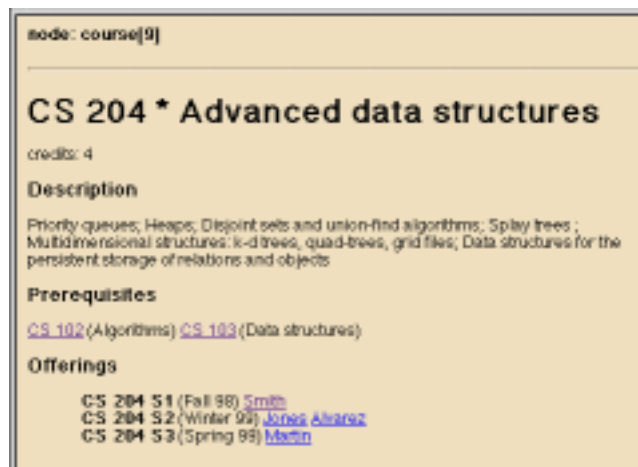 node: course[9]
CS 204 * Advanced data structures
credits: 4
Description
Priority queues; Heaps; Disjoint sets and union-find algorithms; Splay trees ;
Multidimensional structures: k-d trees, quad-trees, grid files; Data structures for the
persistent storage of relations and objects
Prerequisites
CS 102 (Algorithms) CS 103 (Data structures)
Offerings
CS 204 S1 (Fall 98) Smith
CS 204 S2 (Winter 99) Jones Alvarez
CS 204 S3 (Spring 99) Martin